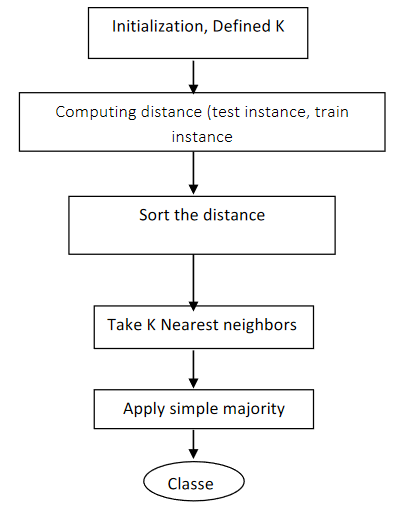 Initialization, Defined K
Computing distance (test instance, train
instance
Sort the distance
Take K Nearest neighbors
Apply simple majority
Classe